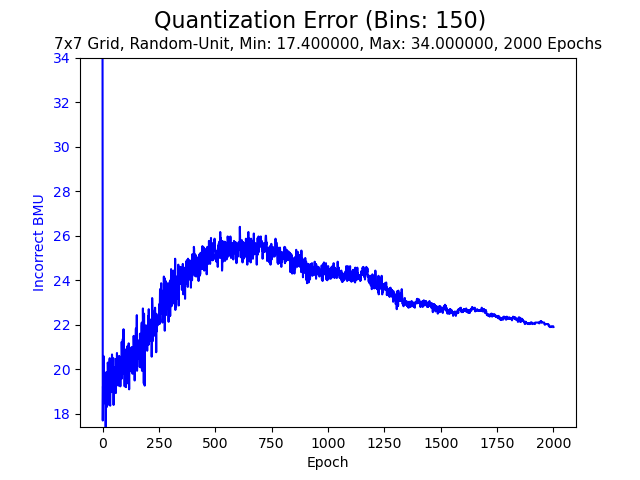 Quantization Error (Bins: 150)
7x7 Grid, Random-Unit, Min: 17.400000, Max: 34.000000, 2000 Epochs
34
32
30
28
26
24
22
20
18
Incorrect BMU
0 250 500 750 1000 1250 1500 1750 2000
Epoch